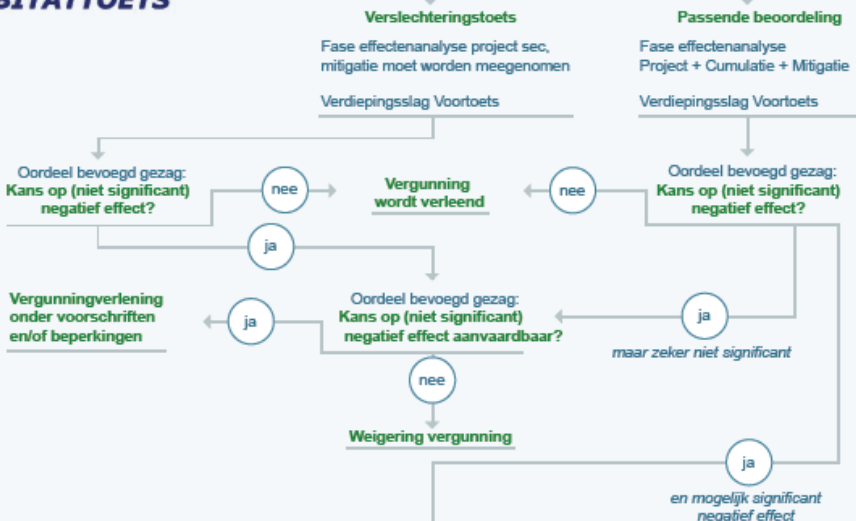 Verslechteringstoets
Fase effectenanalyse project sec,
mitigatie moet worden meegenomen
Verdiepingsslag Voortoets
Passende beoordeling
Fase effectenanalyse
Project + Cumulatie + Mitigatie
Verdiepingsslag Voortoets
Oordeel bevoegd gezag:
Kans op (niet significant)
negatief effect?
nee
Vergunning
wordt verleend
nee
Oordeel bevoegd gezag:
Kans op (niet significant)
negatief effect?
ja
Vergunningverlening
onder voorschriften
en/of beperkingen
ja
Oordeel bevoegd gezag:
Kans op (niet significant)
negatief effect aanvaardbaar?
ja
maar zeker niet significant
nee
Weigering vergunning
ja
en mogelijk significant
negatief effect